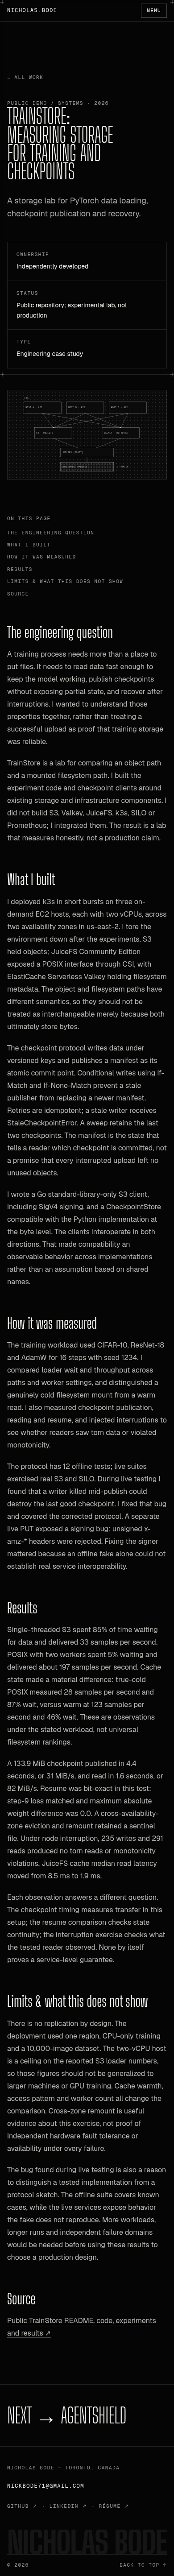 NICHOLAS.BODE
MENU
← ALL WORK
PUBLIC DEMO / SYSTEMS · 2026
TRAINSTORE:
MEASURING STORAGE
FOR TRAINING AND
CHECKPOINTS
A storage lab for PyTorch data loading,
checkpoint publication and recovery.
OWNERSHIP
Independently developed
STATUS
Public repository; experimental lab, not
production
TYPE
Engineering case study
ON THIS PAGE
THE ENGINEERING QUESTION
WHAT I BUILT
HOW IT WAS MEASURED
RESULTS
LIMITS & WHAT THIS DOES NOT SHOW
SOURCE
The engineering question
A training process needs more than a place to
put files. It needs to read data fast enough to
keep the model working, publish checkpoints
without exposing partial state, and recover after
interruptions. I wanted to understand those
properties together, rather than treating a
successful upload as proof that training storage
was reliable.
TrainStore is a lab for comparing an object path
and a mounted filesystem path. I built the
experiment code and checkpoint clients around
existing storage and infrastructure components. I
did not build S3, Valkey, JuiceFS, k3s, SILO or
Prometheus; I integrated them. The result is a lab
that measures honestly, not a production claim.
What I built
I deployed k3s in short bursts on three on-
demand EC2 hosts, each with two vCPUs, across
two availability zones in us-east-2. I tore the
environment down after the experiments. S3
held objects; JuiceFS Community Edition
exposed a POSIX interface through CSI, with
ElastiCache Serverless Valkey holding filesystem
metadata. The object and filesystem paths have
different semantics, so they should not be
treated as interchangeable merely because both
ultimately store bytes.
The checkpoint protocol writes data under
versioned keys and publishes a manifest as its
atomic commit point. Conditional writes using If-
Match and If-None-Match prevent a stale
publisher from replacing a newer manifest.
Retries are idempotent; a stale writer receives
StaleCheckpointError. A sweep retains the last
two checkpoints. The manifest is the state that
tells a reader which checkpoint is committed, not
a promise that every interrupted upload left no
unused objects.
I wrote a Go standard-library-only S3 client,
including SigV4 signing, and a CheckpointStore
compatible with the Python implementation at
the byte level. The clients interoperate in both
directions. That made compatibility an
observable behavior across implementations
rather than an assumption based on shared
names.
How it was measured
The training workload used CIFAR-10, ResNet-18
and AdamW for 16 steps with seed 1234. I
compared loader wait and throughput across
paths and worker settings, and distinguished a
genuinely cold filesystem mount from a warm
read. I also measured checkpoint publication,
reading and resume, and injected interruptions to
see whether readers saw torn data or violated
monotonicity.
The protocol has 12 offline tests; live suites
exercised real S3 and SILO. During live testing I
found that a writer killed mid-publish could
destroy the last good checkpoint. I fixed that bug
and covered the corrected protocol. A separate
live PUT exposed a signing bug: unsigned x-
amz-* headers were rejected. Fixing the signer
mattered because an offline fake alone could not
establish real service interoperability.
Results
Single-threaded S3 spent 85% of time waiting
for data and delivered 33 samples per second.
POSIX with two workers spent 5% waiting and
delivered about 197 samples per second. Cache
state made a material difference: true-cold
POSIX measured 28 samples per second and
87% wait, versus warm at 123 samples per
second and 46% wait. These are observations
under the stated workload, not universal
filesystem rankings.
A 133.9 MiB checkpoint published in 4.4
seconds, or 31 MiB/s, and read in 1.6 seconds, or
82 MiB/s. Resume was bit-exact in this test:
step-9 loss matched and maximum absolute
weight difference was 0.0. A cross-availability-
zone eviction and remount retained a sentinel
file. Under node interruption, 235 writes and 291
reads produced no torn reads or monotonicity
violations. JuiceFS cache median read latency
moved from 8.5 ms to 1.9 ms.
Each observation answers a different question.
The checkpoint timing measures transfer in this
setup; the resume comparison checks state
continuity; the interruption exercise checks what
the tested reader observed. None by itself
proves a service-level guarantee.
Limits & what this does not show
There is no replication by design. The
deployment used one region, CPU-only training
and a 10,000-image dataset. The two-vCPU host
is a ceiling on the reported S3 loader numbers,
so those figures should not be generalized to
larger machines or GPU training. Cache warmth,
access pattern and worker count all change the
comparison. Cross-zone remount is useful
evidence about this exercise, not proof of
independent hardware fault tolerance or
availability under every failure.
The bug found during live testing is also a reason
to distinguish a tested implementation from a
protocol sketch. The offline suite covers known
cases, while the live services expose behavior
the fake does not reproduce. More workloads,
longer runs and independent failure domains
would be needed before using these results to
choose a production design.
Source
Public TrainStore README, code, experiments
and results ↗
NEXT → AGENTSHIELD
NICHOLAS BODE — TORONTO, CANADA
NICKBODE71@GMAIL.COM
GITHUB ↗ · LINKEDIN ↗ · RÉSUMÉ ↗
NICHOLAS BODE
© 2026
BACK TO TOP ↑